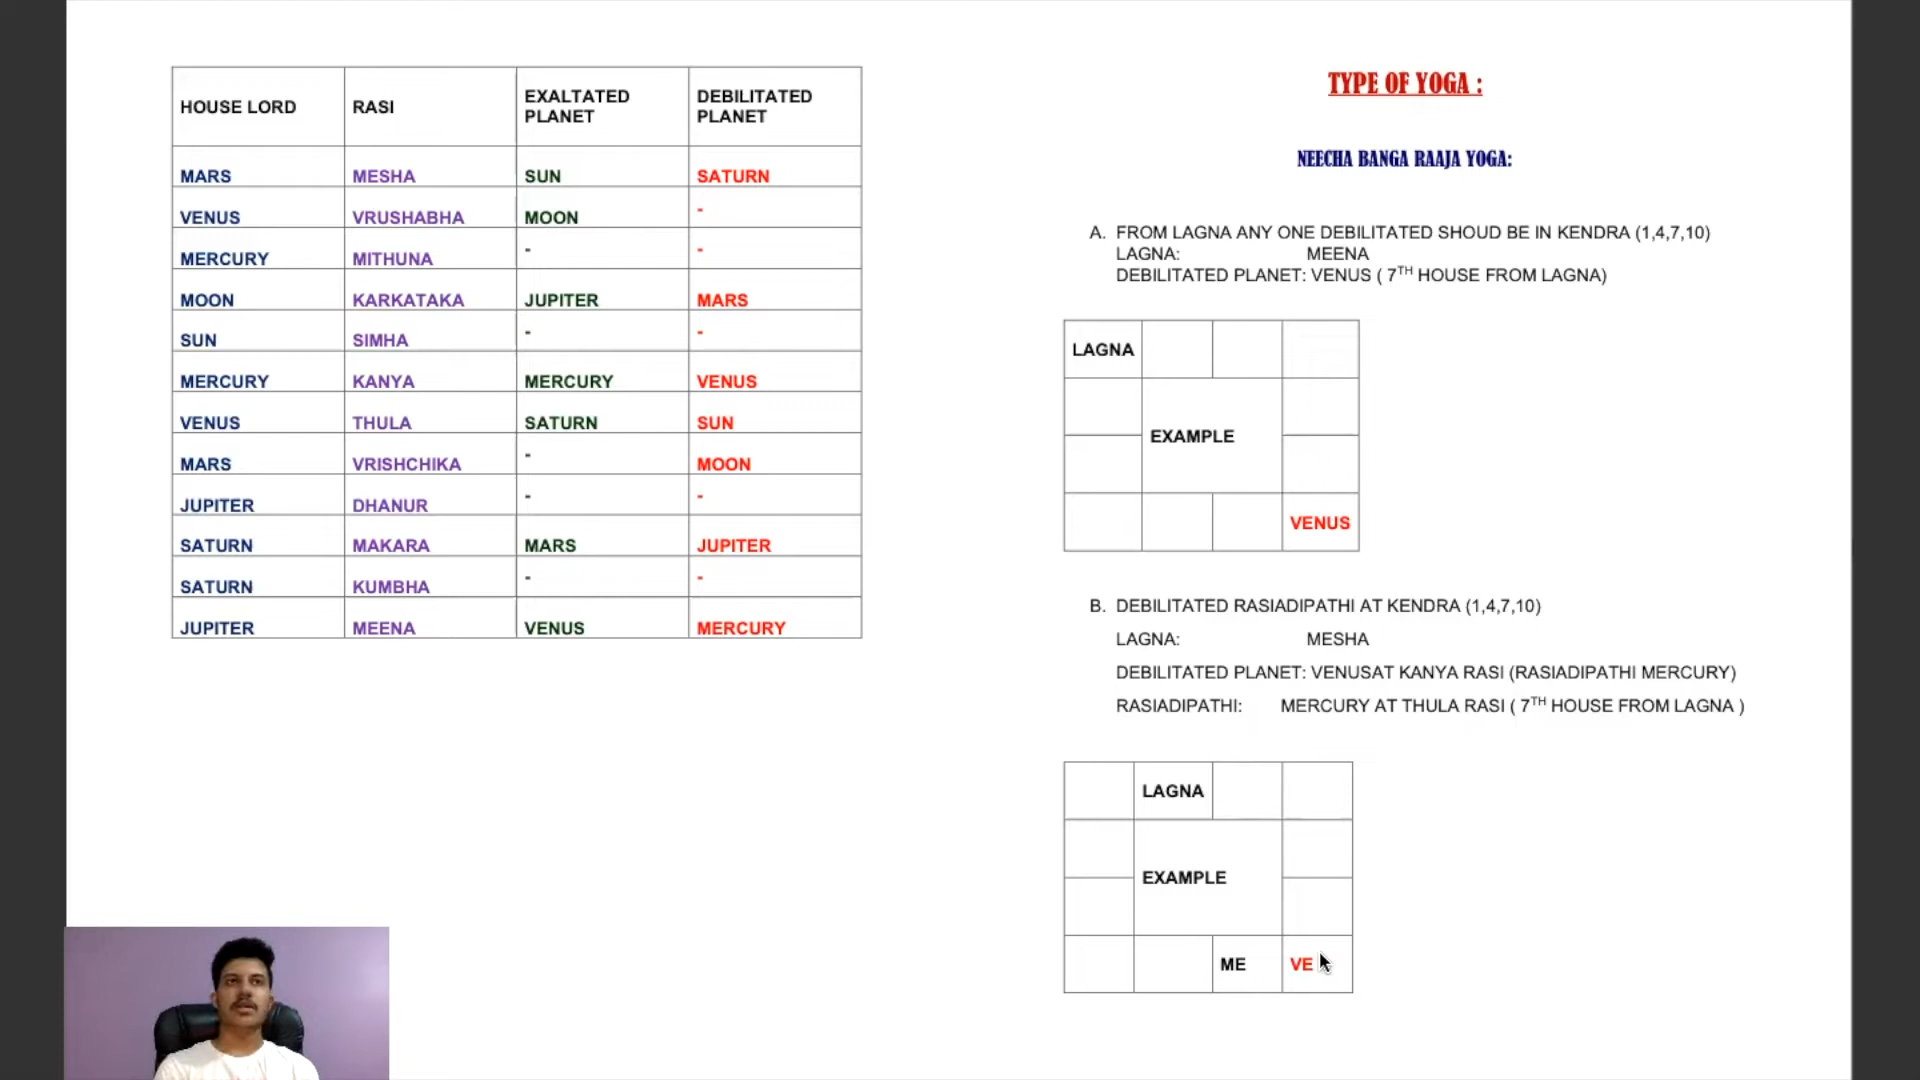 HOUSE LORD RASI EXALTATED PLANET DEBILITATED PLANET
MARS MESHA SUN SATURN
VENUS VRUSHABHA MOON -
MERCURY MITHUNA - -
MOON KARKATAKA JUPITER MARS
SUN SIMHA - -
MERCURY KANYA MERCURY VENUS
VENUS THULA SATURN SUN
MARS VRISHCHIKA - MOON
JUPITER DHANUR - -
SATURN MAKARA MARS JUPITER
SATURN KUMBHA - -
JUPITER MEENA VENUS MERCURY
TYPE OF YOGA :
NEECHA BANGA RAAJA YOGA:
A. FROM LAGNA ANY ONE DEBILITATED SHOUD BE IN KENDRA (1,4,7,10)
LAGNA: MEENA
DEBILITATED PLANET: VENUS ( 7TH HOUSE FROM LAGNA)
LAGNA
EXAMPLE
VENUS
B. DEBILITATED RASIADIPATHI AT KENDRA (1,4,7,10)
LAGNA: MESHA
DEBILITATED PLANET: VENUSAT KANYA RASI (RASIADIPATHI MERCURY)
RASIADIPATHI: MERCURY AT THULA RASI ( 7TH HOUSE FROM LAGNA )
LAGNA
EXAMPLE
ME VE